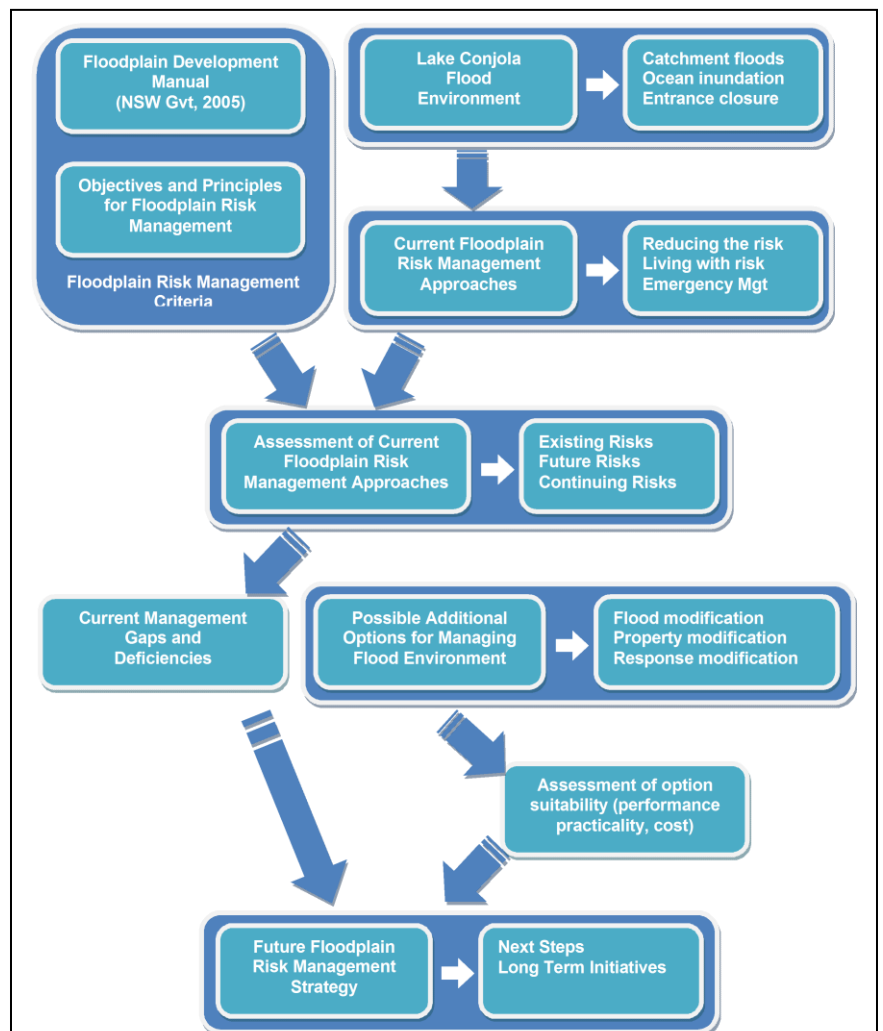 Floodplain Development
Manual
(NSW Gvt, 2005)
Objectives and Principles
for Floodplain Risk
Management
Floodplain Risk Management
Criteria
Lake Conjola
Flood
Environment
Catchment floods
Ocean inundation
Entrance closure
Current Floodplain
Risk Management
Approaches
Reducing the risk
Living with risk
Emergency Mgt
Assessment of Current
Floodplain Risk
Management Approaches
Existing Risks
Future Risks
Continuing Risks
Current Management
Gaps and
Deficiencies
Possible Additional
Options for Managing
Flood Environment
Flood modification
Property modification
Response modification
Assessment of option
suitability (performance
practicality, cost)
Future Floodplain
Risk Management
Strategy
Next Steps
Long Term Initiatives